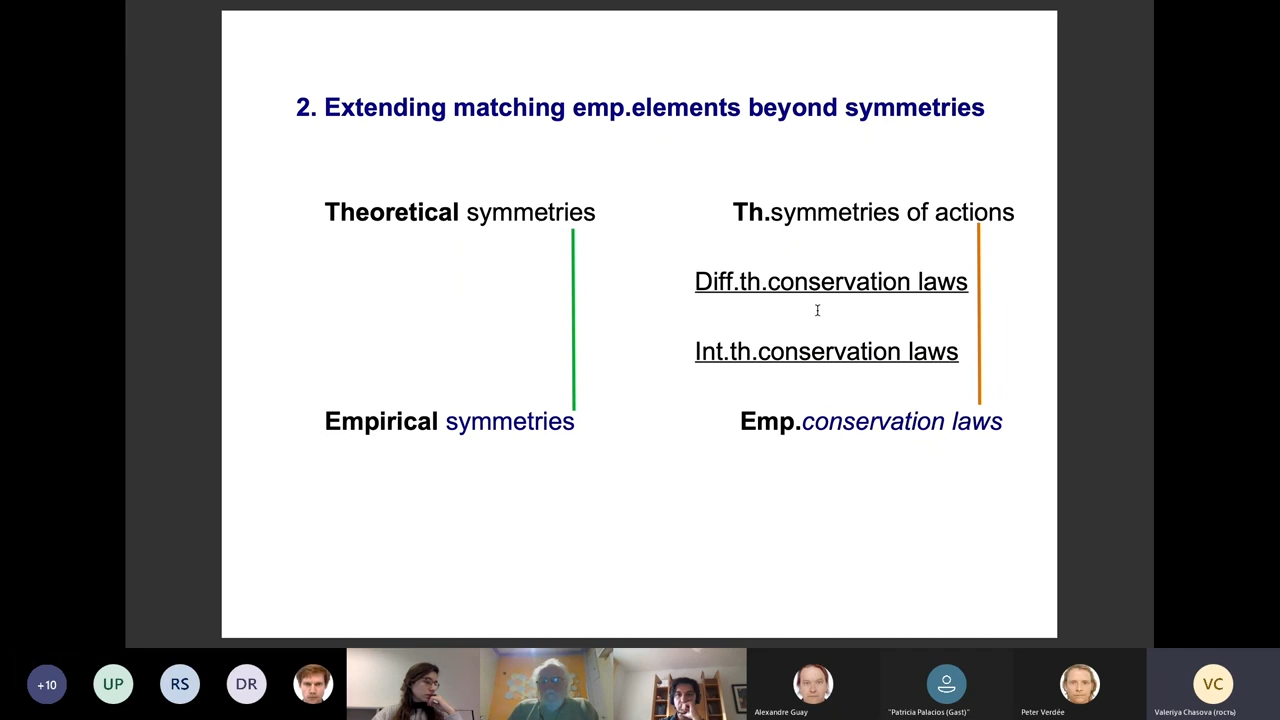 2. Extending matching emp.elements beyond symmetries
Theoretical symmetries
Th.symmetries of actions
Diff.th.conservation laws
Int.th.conservation laws
Empirical symmetries
Emp.conservation laws
+10
UP
RS
DR
Alexandre Guay
"Patricia Palacios (Gast)"
Peter Verdée
VC
Valeriya Chasova (гость)